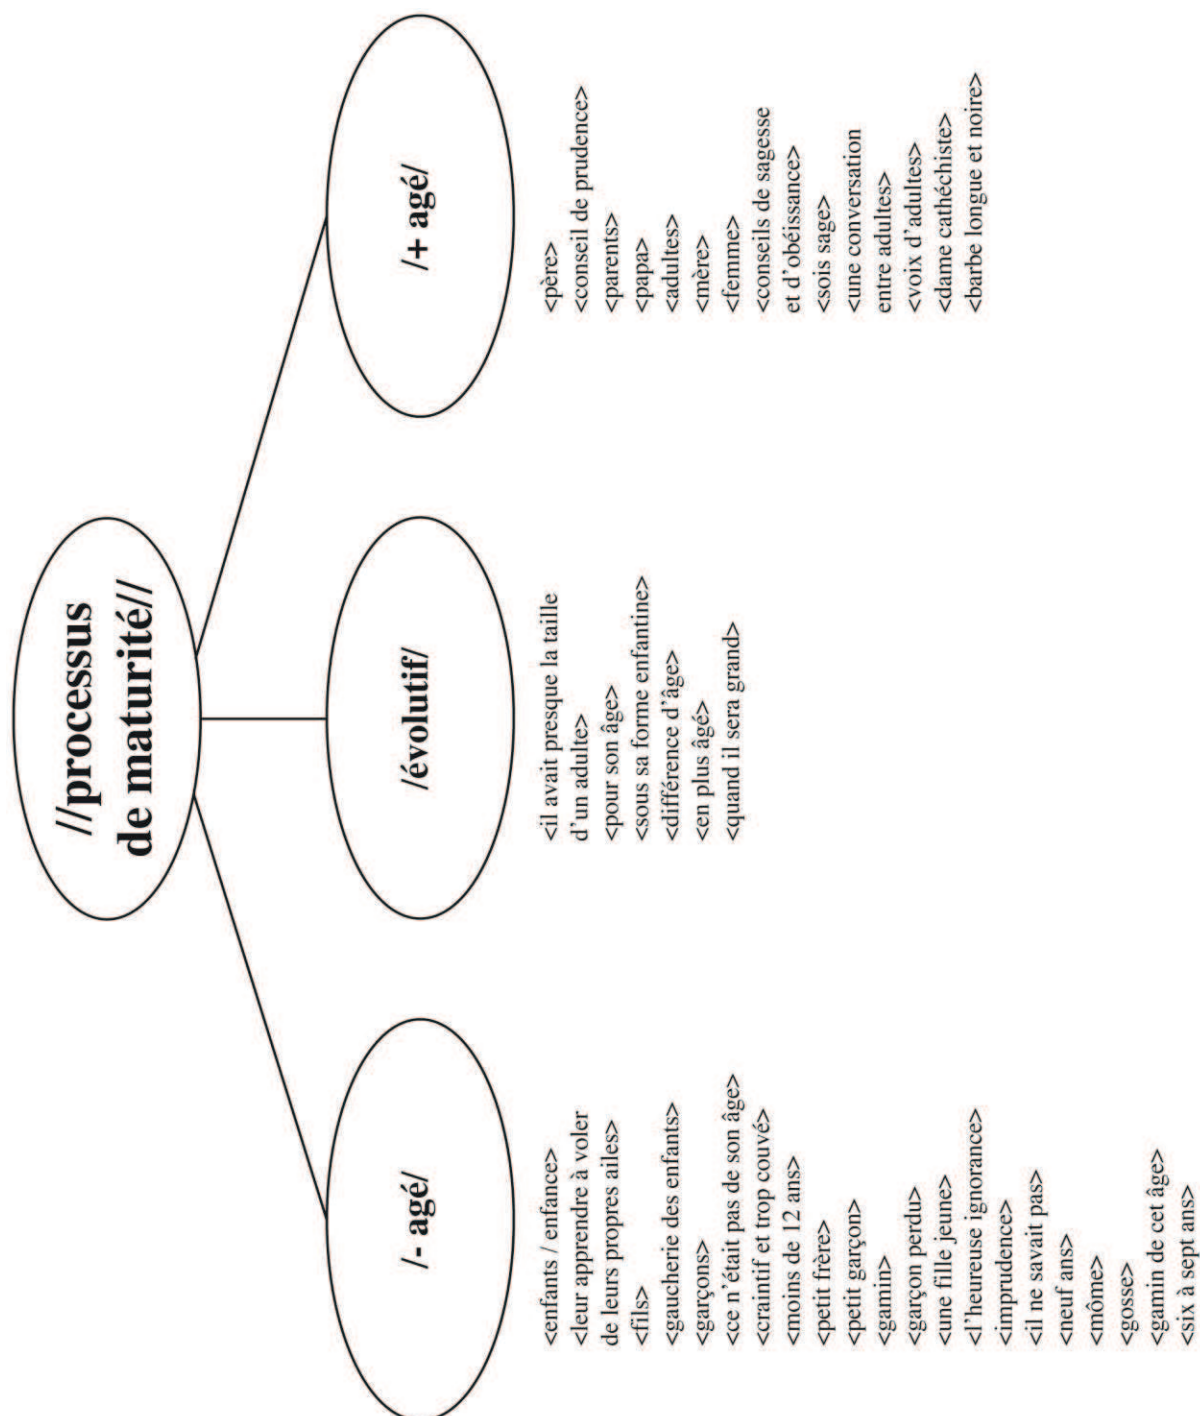 //processus
de maturité//
/- agé/
<enfants / enfance>
<leur apprendre à voler
de leurs propres ailes>
<fils>
<gaucherie des enfants>
<garçons>
<ce n'était pas de son âge>
<craintif et trop couvé>
<moins de 12 ans>
<petit frère>
<petit garçon>
<gamin>
<garçon perdu>
<une fille jeune>
<l'heureuse ignorance>
<imprudence>
<il ne savait pas>
<neuf ans>
<môme>
<gosse>
<gamin de cet âge>
<six à sept ans>
/évolutif/
<il avait presque la taille
d'un adulte>
<pour son âge>
<sous sa forme enfantine>
<différence d'âge>
<en plus âgé>
<quand il sera grand>
/+ agé/
<père>
<conseil de prudence>
<parents>
<papa>
<adultes>
<mère>
<femme>
<conseils de sagesse
et d'obéissance>
<sois sage>
<une conversation
entre adultes>
<voix d'adultes>
<dame cathéchiste>
<barbe longue et noire>